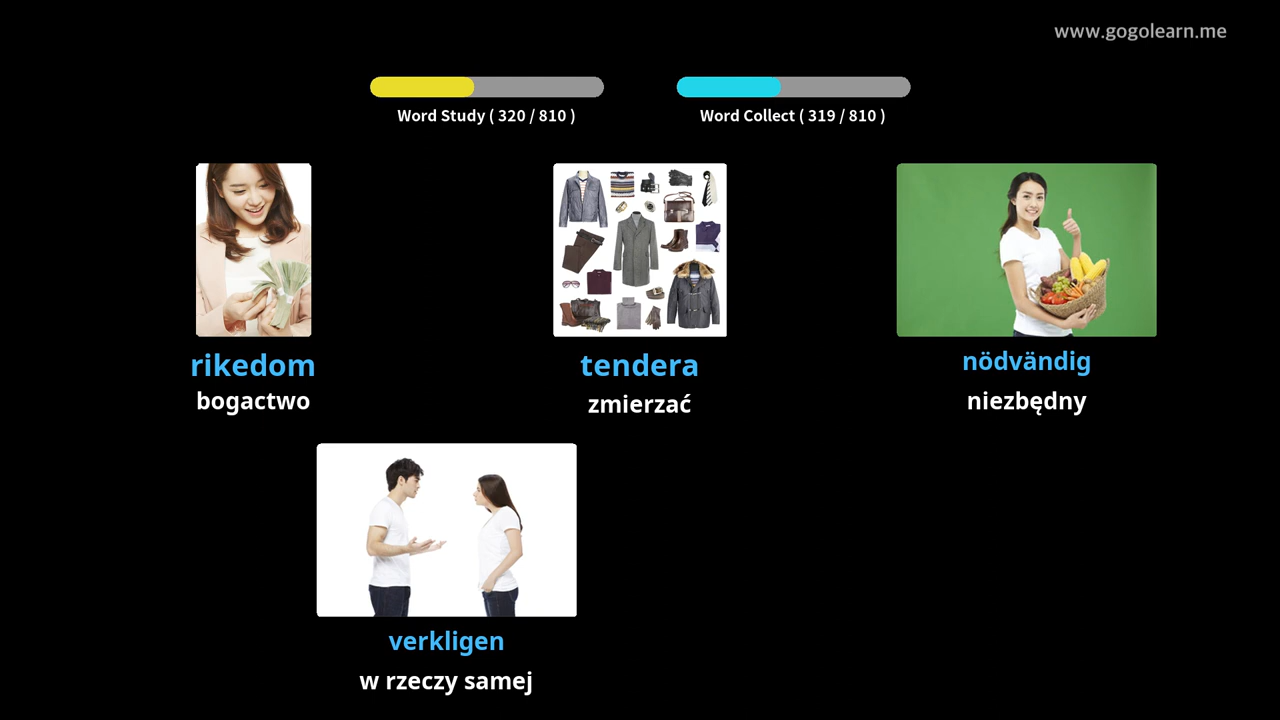 www.gogolearn.me
Word Study ( 320 / 810 )
Word Collect ( 319 / 810 )
rikedom
bogactwo
tendera
zmierzać
nödvändig
niezbędny
verkligen
w rzeczy samej